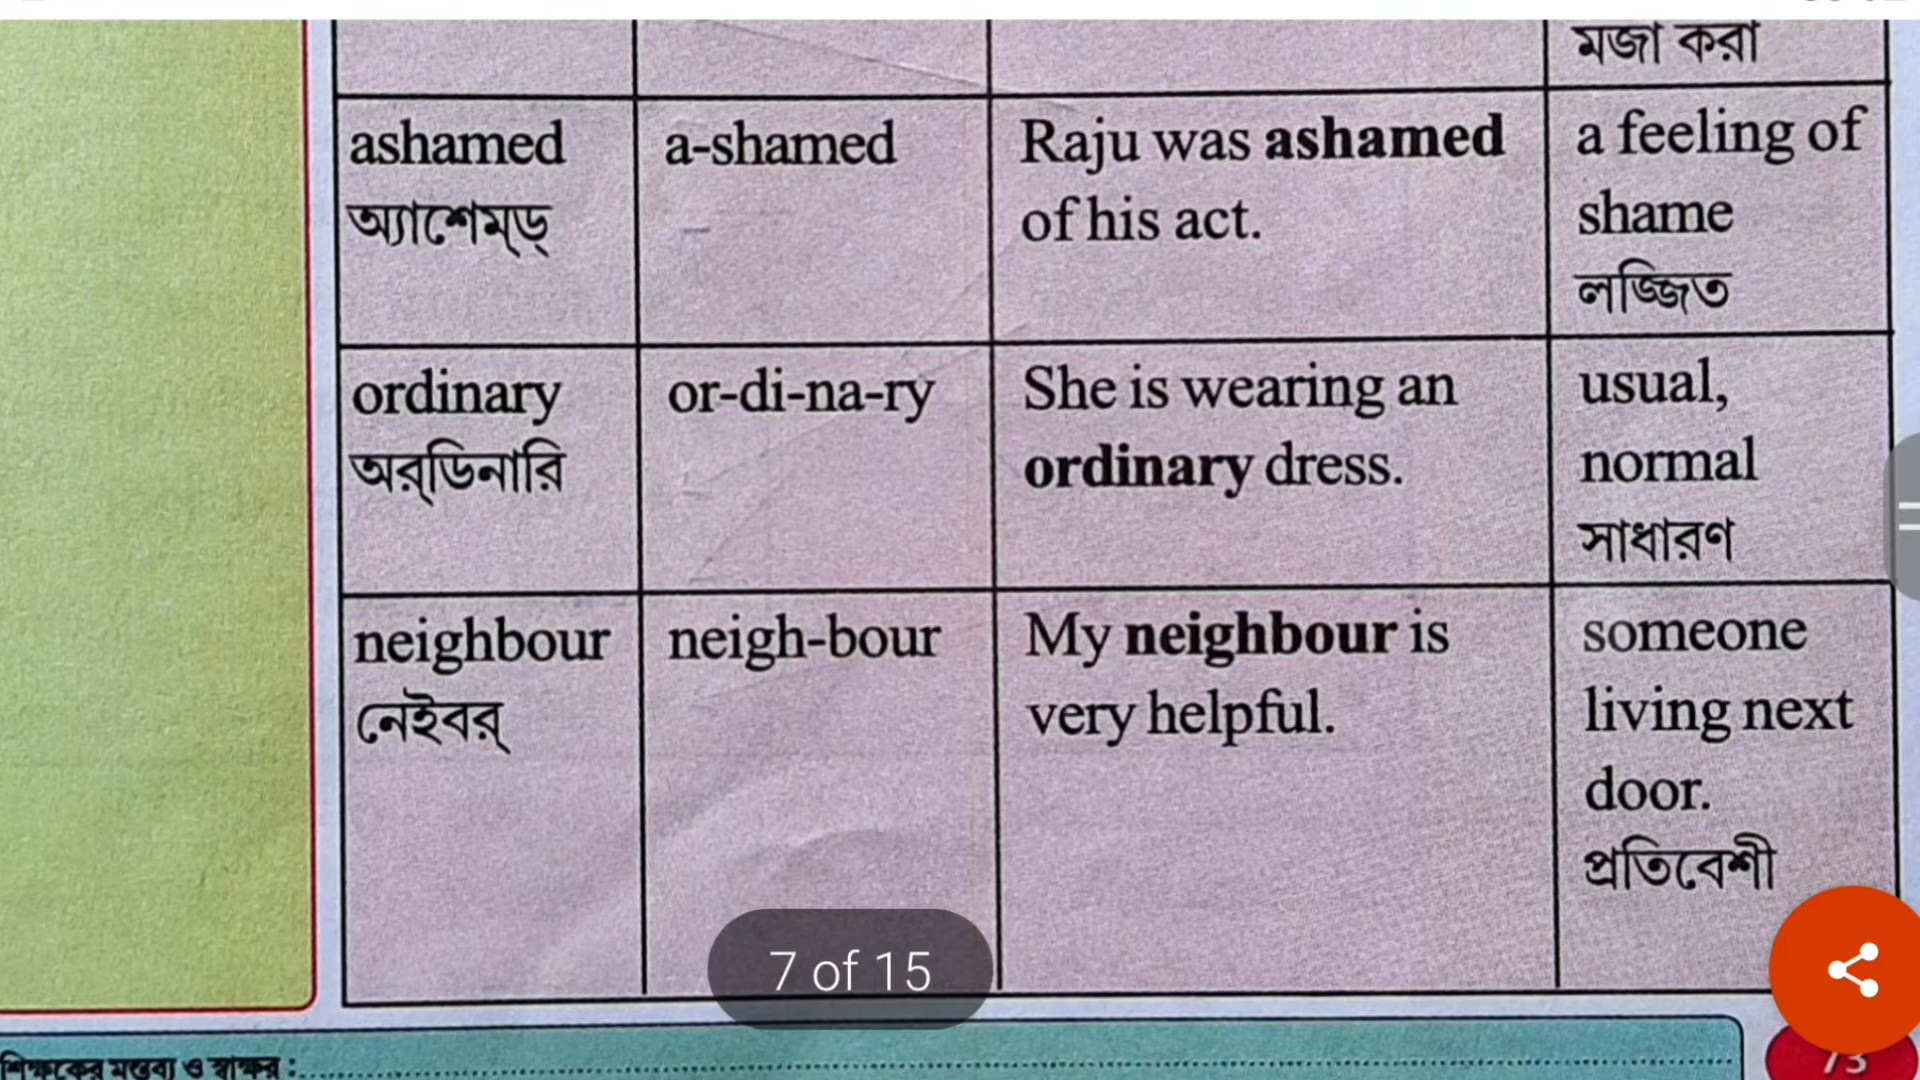 মজা করা
ashamed
অ্যাশেম্ড্
a-shamed
Raju was ashamed
of his act.
a feeling of
shame
লজ্জিত
ordinary
অর্ডিনারি
or-di-na-ry
She is wearing an
ordinary dress.
usual,
normal
সাধারণ
neighbour
নেইবর্
neigh-bour
My neighbour is
very helpful.
someone
living next
door.
প্রতিবেশী
7 of 15
শিক্ষকের মন্তব্য ও স্বাক্ষর :
73